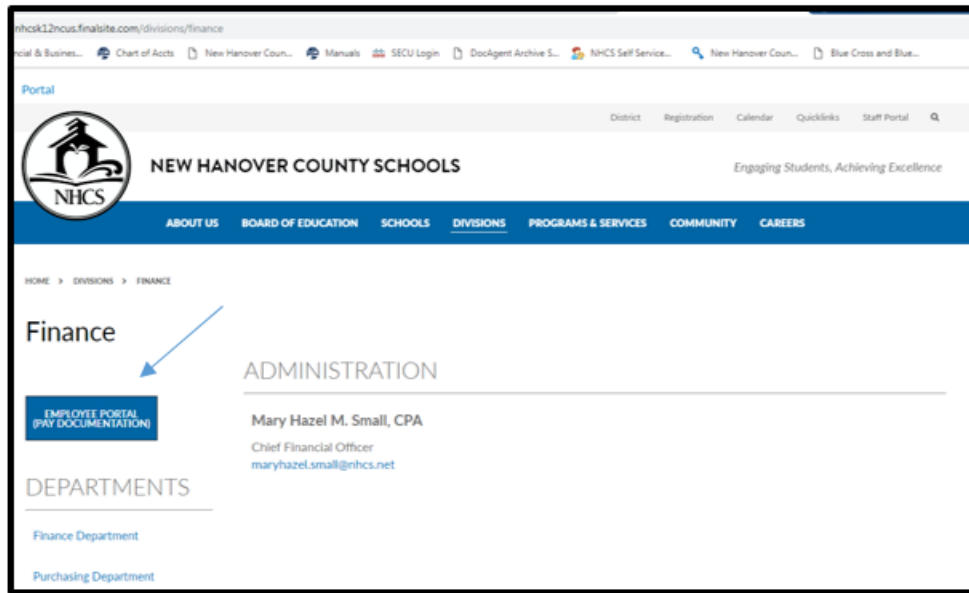 nhcsk12ncus.finalsite.com/divisions/finance
ncial & Busines... Chart of Accts New Hanover Coun... Manuals SECU Login DocAgent Archive S... NHCS Self Service... New Hanover Coun... Blue Cross and Blue...
Portal
District Registration Calendar Quicklinks Staff Portal
NHCS
NEW HANOVER COUNTY SCHOOLS
Engaging Students, Achieving Excellence
ABOUT US BOARD OF EDUCATION SCHOOLS DIVISIONS PROGRAMS & SERVICES COMMUNITY CAREERS
HOME > DIVISIONS > FINANCE
Finance
EMPLOYEE PORTAL
(PAY DOCUMENTATION)
ADMINISTRATION
Mary Hazel M. Small, CPA
Chief Financial Officer
maryhazel.small@nhcs.net
DEPARTMENTS
Finance Department
Purchasing Department